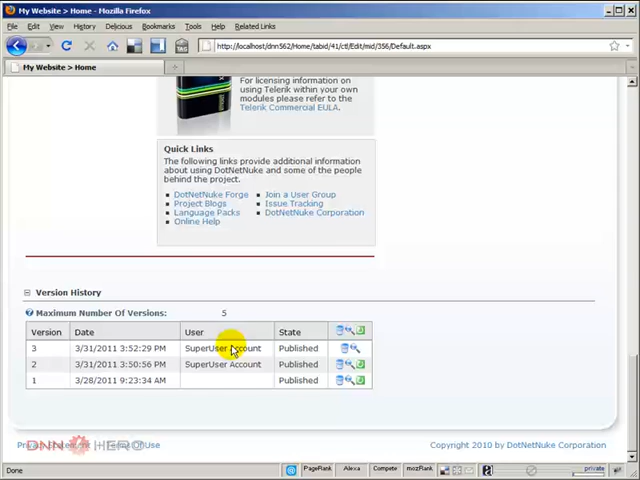 My Website > Home - Mozilla Firefox
File Edit View History Delicious Bookmarks Tools Help Related Links
http://localhost/dnn562/Home/tabid/41/ctl/Edit/mid/356/Default.aspx
My Website > Home
For licensing information on
using Telerik within your own
modules please refer to the
Telerik Commercial EULA.
Quick Links
The following links provide additional information
about using DotNetNuke and some of the people
behind the project.
DotNetNuke Forge Join a User Group
Project Blogs Issue Tracking
Language Packs DotNetNuke Corporation
Online Help
Version History
Maximum Number Of Versions: 5
Version Date User State
3 3/31/2011 3:52:29 PM SuperUser Account Published
2 3/31/2011 3:50:56 PM SuperUser Account Published
1 3/28/2011 9:23:34 AM Published
DNN HERO
Terms Of Use
Copyright 2010 by DotNetNuke Corporation
Done
PageRank Alexa Compete mozRank
private